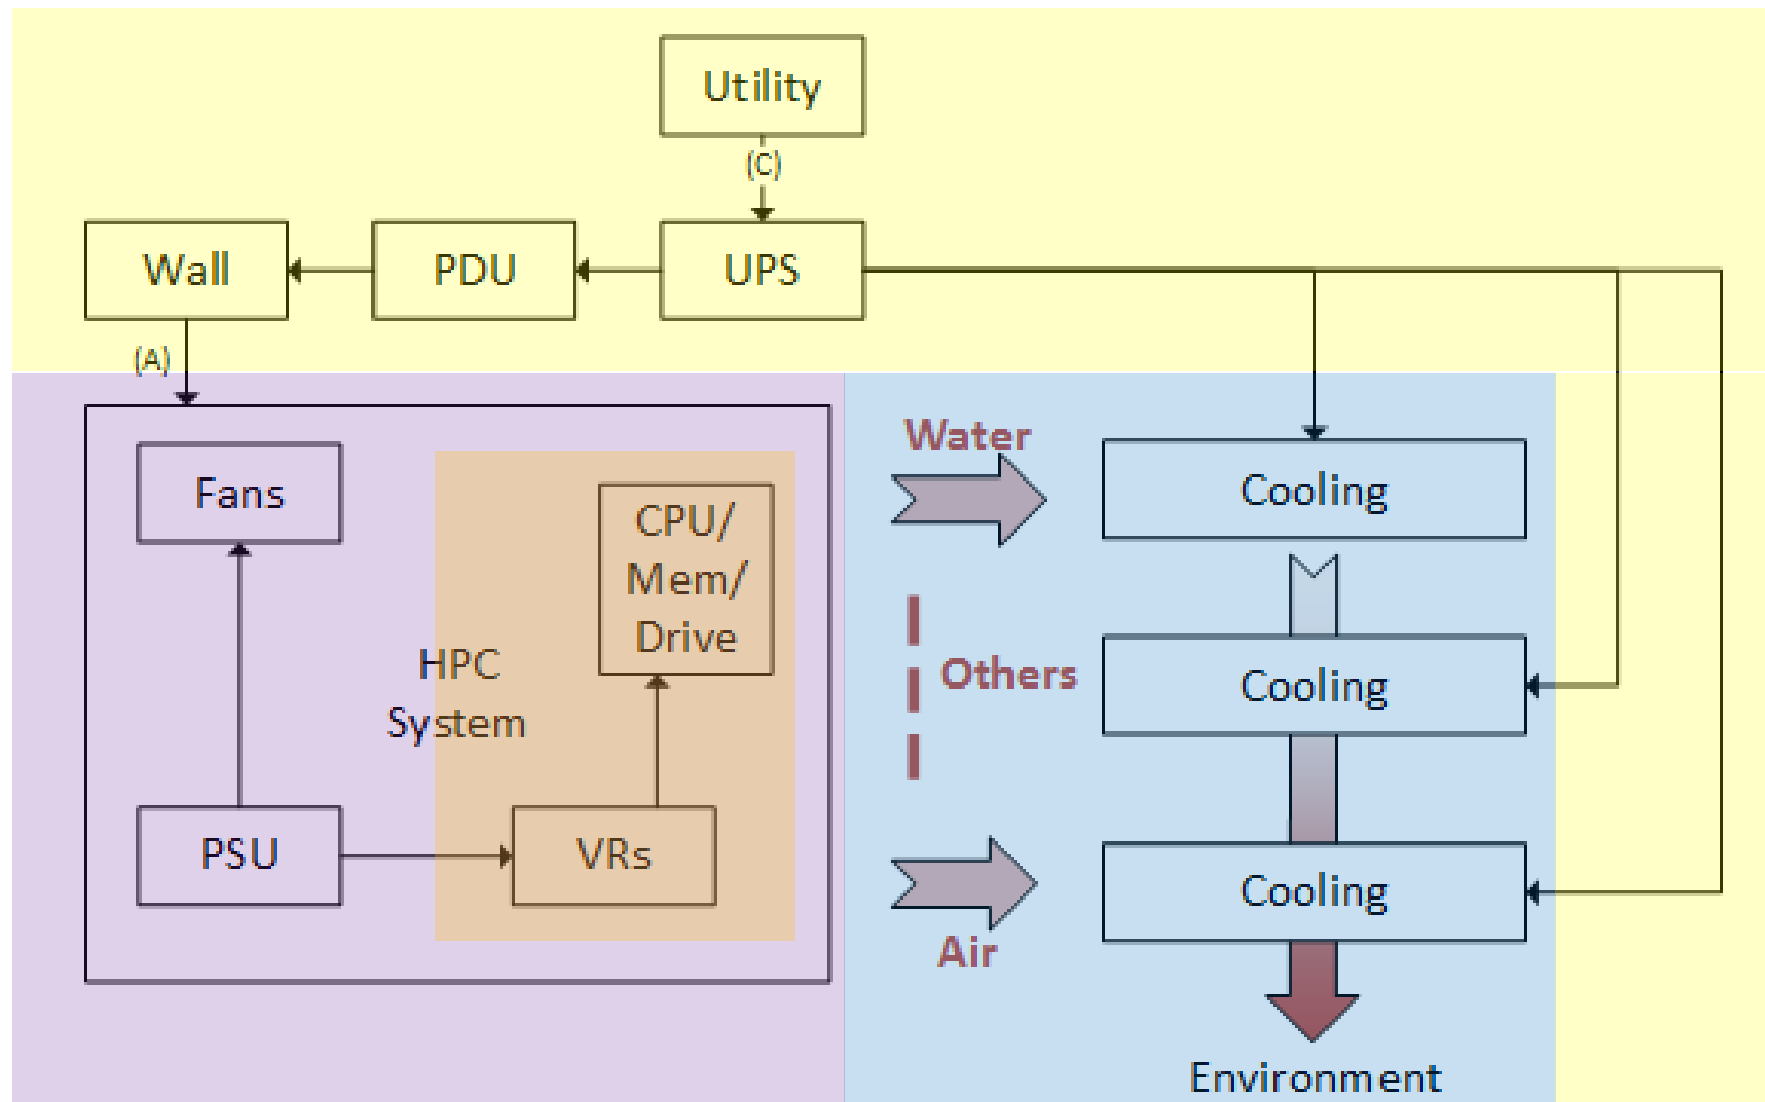 Utility
(C)
Wall
PDU
UPS
(A)
Fans
CPU/
Mem/
Drive
HPC
System
PSU
VRs
Water
Others
Air
Cooling
Cooling
Cooling
Environment